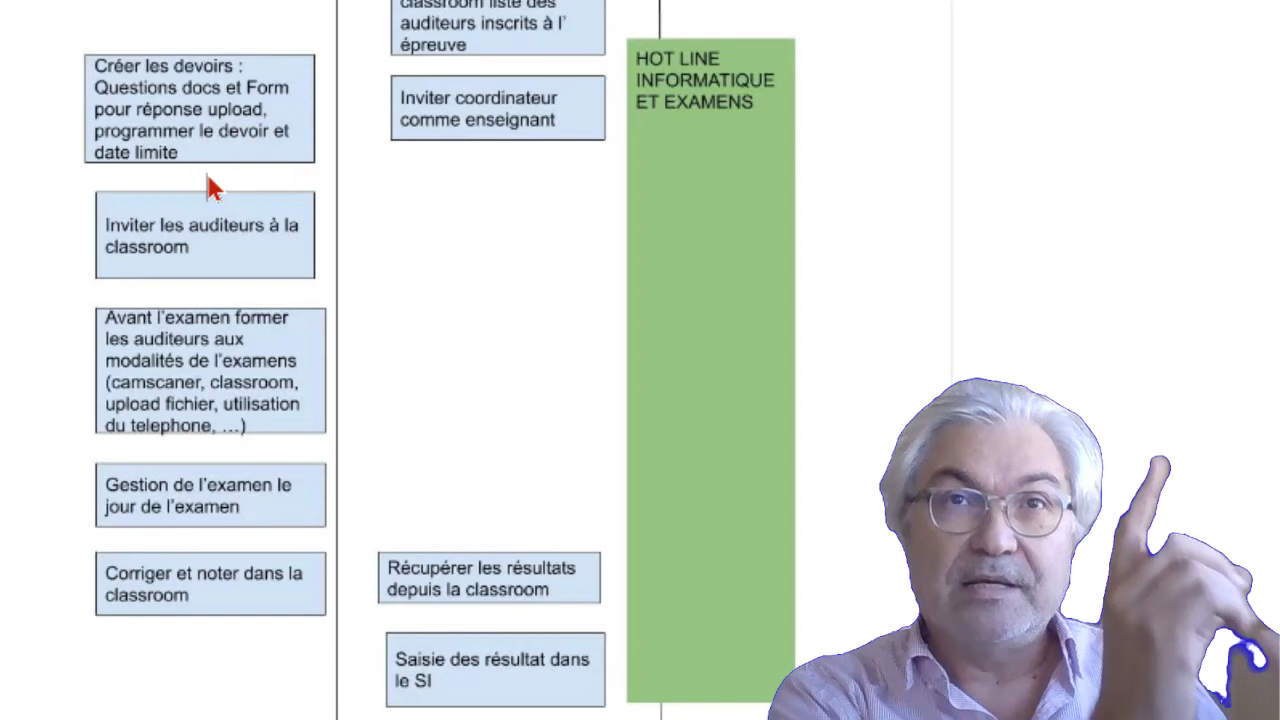 classroom liste des
auditeurs inscrits à l’
épreuve
Créer les devoirs :
Questions docs et Form
pour réponse upload,
programmer le devoir et
date limite
Inviter coordinateur
comme enseignant
HOT LINE
INFORMATIQUE
ET EXAMENS
Inviter les auditeurs à la
classroom
Avant l’examen former
les auditeurs aux
modalités de l’examens
(camscaner, classroom,
upload fichier, utilisation
du telephone, …)
Gestion de l’examen le
jour de l’examen
Corriger et noter dans la
classroom
Récupérer les résultats
depuis la classroom
Saisie des résultat dans
le SI